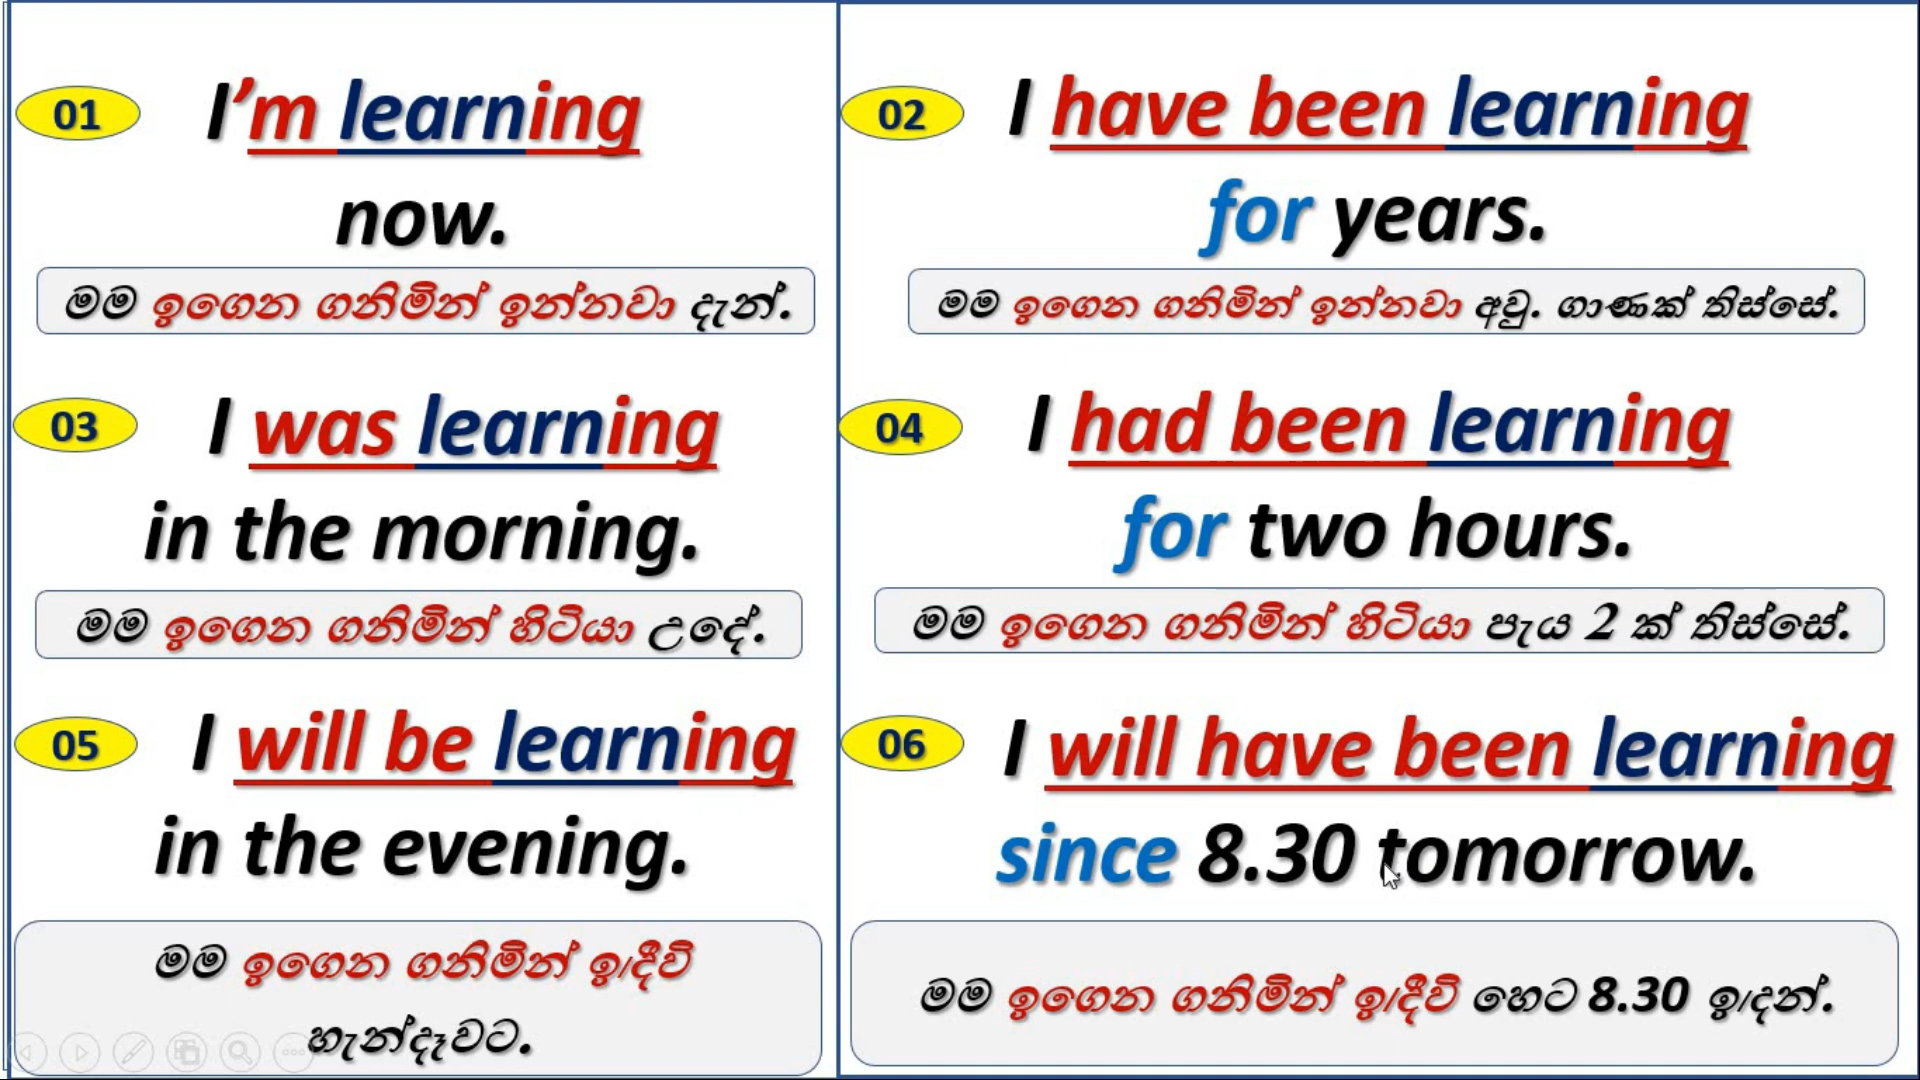 01
I'm learning
now.
මම ඉගෙන ගනිමින් ඉන්නවා දැන්.
02
I have been learning
for years.
මම ඉගෙන ගනිමින් ඉන්නවා අවු. ගාණක් තිස්සේ.
03
I was learning
in the morning.
මම ඉගෙන ගනිමින් හිටියා උදේ.
04
I had been learning
for two hours.
මම ඉගෙන ගනිමින් හිටියා පැය 2 ක් තිස්සේ.
05
I will be learning
in the evening.
මම ඉගෙන ගනිමින් ඉඳීවි
හැන්දෑවට.
06
I will have been learning
since 8.30 tomorrow.
මම ඉගෙන ගනිමින් ඉඳීවි හෙට 8.30 ඉඳන්.